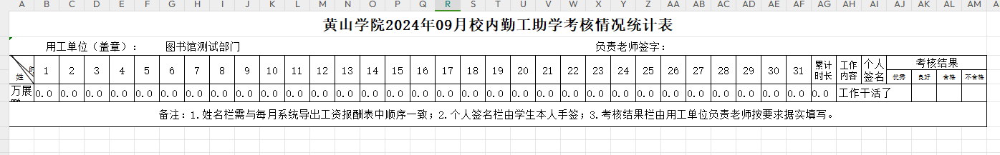 A B C D E F G H I J K L M N O P Q R S T U V W X Y Z AA AB AC AD AE AF AG AH AI AJ AK AL AM
黄山学院2024年09月校内勤工助学考核情况统计表
用工单位（盖章）： 图书馆测试部门 负责老师签字：
姓 时 1 2 3 4 5 6 7 8 9 10 11 12 13 14 15 16 17 18 19 20 21 22 23 24 25 26 27 28 29 30 31 累计时长 工作内容 个人签名 考核结果
优秀 良好 合格 不合格
万展 0.0 0.0 0.0 0.0 0.0 0.0 0.0 0.0 0.0 0.0 0.0 0.0 0.0 0.0 0.0 0.0 0.0 0.0 0.0 0.0 0.0 0.0 0.0 0.0 0.0 0.0 0.0 0.0 0.0 0.0 0.0 0.0 工作干活了
备注：1.姓名栏需与每月系统导出工资报酬表中顺序一致；2.个人签名栏由学生本人手签；3.考核结果栏由用工单位负责老师按要求据实填写。